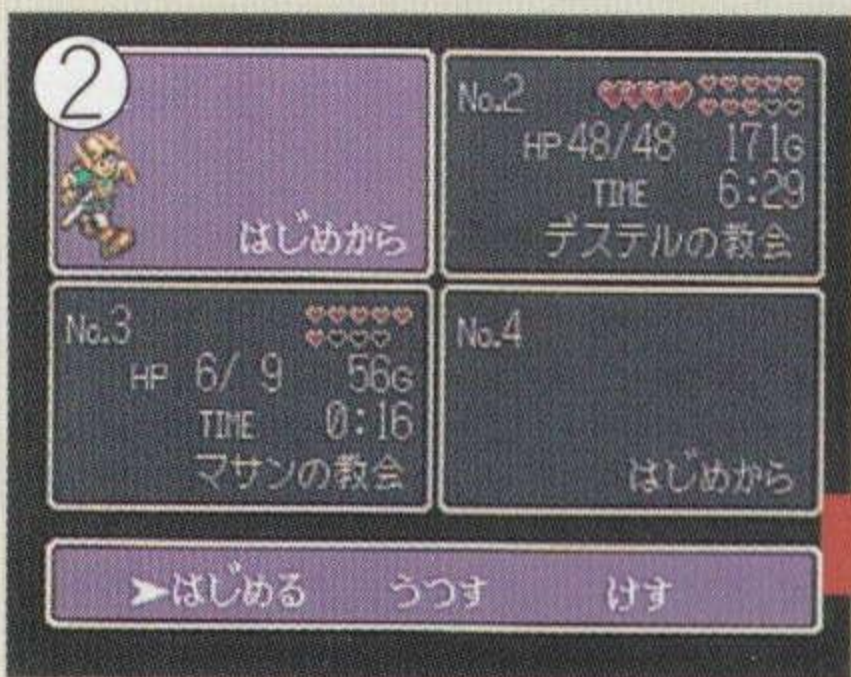 ②
はじめから
No.2
HP 48/48 171G
TIME 6:29
デステルの教会
No.3
HP 6/ 9 56G
TIME 0:16
マサンの教会
No.4
はじめから
➤はじめる うつす けす